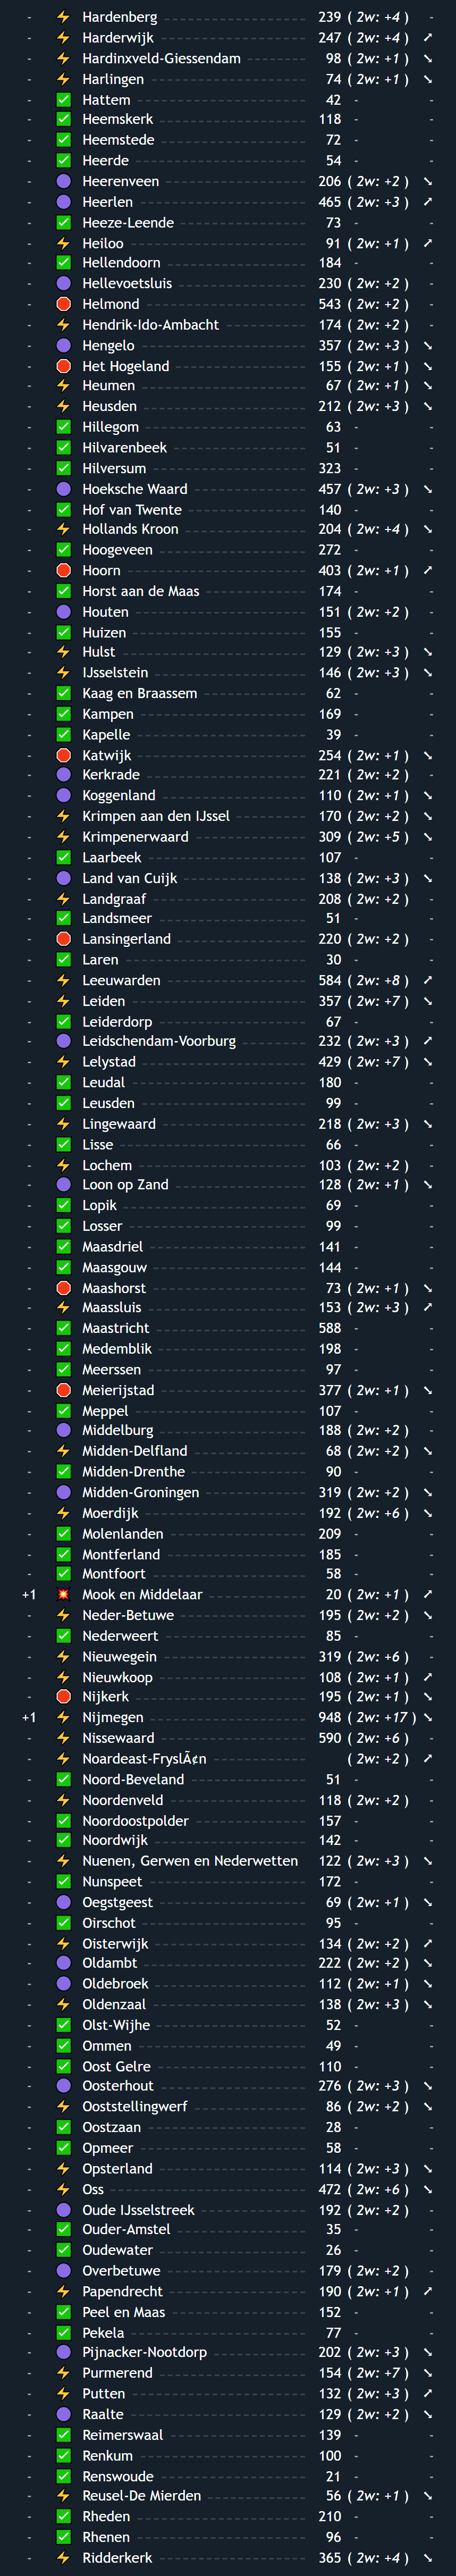 - ⚡ Hardenberg 239 ( 2w: +4 ) -
- ⚡ Harderwijk 247 ( 2w: +4 ) ➚
- ⚡ Hardinxveld-Giessendam 98 ( 2w: +1 ) ➘
- ⚡ Harlingen 74 ( 2w: +1 ) ➘
- ✅ Hattem 42 - -
- ✅ Heemskerk 118 - -
- ✅ Heemstede 72 - -
- ✅ Heerde 54 - -
- 🟣 Heerenveen 206 ( 2w: +2 ) ➘
- 🟣 Heerlen 465 ( 2w: +3 ) ➚
- ✅ Heeze-Leende 73 - -
- ⚡ Heiloo 91 ( 2w: +1 ) ➚
- ✅ Hellendoorn 184 - -
- 🟣 Hellevoetsluis 230 ( 2w: +2 ) -
- 🛑 Helmond 543 ( 2w: +2 ) -
- ⚡ Hendrik-Ido-Ambacht 174 ( 2w: +2 ) -
- 🟣 Hengelo 357 ( 2w: +3 ) ➘
- 🛑 Het Hogeland 155 ( 2w: +1 ) ➘
- ⚡ Heumen 67 ( 2w: +1 ) ➘
- ⚡ Heusden 212 ( 2w: +3 ) ➘
- ✅ Hillegom 63 - -
- ✅ Hilvarenbeek 51 - -
- ✅ Hilversum 323 - -
- 🟣 Hoeksche Waard 457 ( 2w: +3 ) ➘
- ✅ Hof van Twente 140 - -
- ⚡ Hollands Kroon 204 ( 2w: +4 ) ➘
- ✅ Hoogeveen 272 - -
- 🛑 Hoorn 403 ( 2w: +1 ) ➚
- ✅ Horst aan de Maas 174 - -
- 🟣 Houten 151 ( 2w: +2 ) -
- ✅ Huizen 155 - -
- ⚡ Hulst 129 ( 2w: +3 ) ➘
- ⚡ IJsselstein 146 ( 2w: +3 ) ➘
- ✅ Kaag en Braassem 62 - -
- ✅ Kampen 169 - -
- ✅ Kapelle 39 - -
- 🛑 Katwijk 254 ( 2w: +1 ) ➘
- 🟣 Kerkrade 221 ( 2w: +2 ) -
- 🟣 Koggenland 110 ( 2w: +1 ) ➘
- ⚡ Krimpen aan den IJssel 170 ( 2w: +2 ) ➘
- ⚡ Krimpenerwaard 309 ( 2w: +5 ) ➘
- ✅ Laarbeek 107 - -
- 🟣 Land van Cuijk 138 ( 2w: +3 ) ➘
- ⚡ Landgraaf 208 ( 2w: +2 ) -
- ✅ Landsmeer 51 - -
- 🛑 Lansingerland 220 ( 2w: +2 ) -
- ✅ Laren 30 - -
- ⚡ Leeuwarden 584 ( 2w: +8 ) ➚
- ⚡ Leiden 357 ( 2w: +7 ) ➘
- ✅ Leiderdorp 67 - -
- 🟣 Leidschendam-Voorburg 232 ( 2w: +3 ) ➚
- ⚡ Lelystad 429 ( 2w: +7 ) ➘
- ✅ Leudal 180 - -
- ✅ Leusden 99 - -
- ⚡ Lingewaard 218 ( 2w: +3 ) ➘
- ✅ Lisse 66 - -
- ⚡ Lochem 103 ( 2w: +2 ) -
- 🟣 Loon op Zand 128 ( 2w: +1 ) ➘
- ✅ Lopik 69 - -
- ✅ Losser 99 - -
- ✅ Maasdriel 141 - -
- ✅ Maasgouw 144 - -
- 🛑 Maashorst 73 ( 2w: +1 ) ➘
- ⚡ Maassluis 153 ( 2w: +3 ) ➚
- ✅ Maastricht 588 - -
- ✅ Medemblik 198 - -
- ✅ Meerssen 97 - -
- 🛑 Meierijstad 377 ( 2w: +1 ) ➘
- ✅ Meppel 107 - -
- 🟣 Middelburg 188 ( 2w: +2 ) -
- ⚡ Midden-Delfland 68 ( 2w: +2 ) ➘
- ✅ Midden-Drenthe 90 - -
- 🟣 Midden-Groningen 319 ( 2w: +2 ) ➘
- ⚡ Moerdijk 192 ( 2w: +6 ) ➘
- ✅ Molenlanden 209 - -
- ✅ Montferland 185 - -
- ✅ Montfoort 58 - -
+1 💥 Mook en Middelaar 20 ( 2w: +1 ) ➚
- ⚡ Neder-Betuwe 195 ( 2w: +2 ) ➘
- ✅ Nederweert 85 - -
- ⚡ Nieuwegein 319 ( 2w: +6 ) -
- ⚡ Nieuwkoop 108 ( 2w: +1 ) ➚
- 🛑 Nijkerk 195 ( 2w: +1 ) ➘
+1 ⚡ Nijmegen 948 ( 2w: +17 ) ➘
- ⚡ Nissewaard 590 ( 2w: +6 ) -
- ⚡ Noardeast-FryslÃ¢n ( 2w: +2 ) ➚
- ✅ Noord-Beveland 51 - -
- ⚡ Noordenveld 118 ( 2w: +2 ) -
- ✅ Noordoostpolder 157 - -
- ✅ Noordwijk 142 - -
- ⚡ Nuenen, Gerwen en Nederwetten 122 ( 2w: +3 ) ➘
- ✅ Nunspeet 172 - -
- 🟣 Oegstgeest 69 ( 2w: +1 ) ➘
- ✅ Oirschot 95 - -
- ⚡ Oisterwijk 134 ( 2w: +2 ) ➚
- 🟣 Oldambt 222 ( 2w: +2 ) ➘
- 🟣 Oldebroek 112 ( 2w: +1 ) ➘
- ⚡ Oldenzaal 138 ( 2w: +3 ) ➘
- ✅ Olst-Wijhe 52 - -
- ✅ Ommen 49 - -
- ✅ Oost Gelre 110 - -
- 🟣 Oosterhout 276 ( 2w: +3 ) ➘
- ⚡ Ooststellingwerf 86 ( 2w: +2 ) ➘
- ✅ Oostzaan 28 - -
- ✅ Opmeer 58 - -
- ⚡ Opsterland 114 ( 2w: +3 ) ➘
- ⚡ Oss 472 ( 2w: +6 ) ➘
- 🟣 Oude IJsselstreek 192 ( 2w: +2 ) -
- ✅ Ouder-Amstel 35 - -
- ✅ Oudewater 26 - -
- 🟣 Overbetuwe 179 ( 2w: +2 ) -
- ⚡ Papendrecht 190 ( 2w: +1 ) ➚
- ✅ Peel en Maas 152 - -
- ✅ Pekela 77 - -
- 🟣 Pijnacker-Nootdorp 202 ( 2w: +3 ) ➘
- ⚡ Purmerend 154 ( 2w: +7 ) ➘
- ⚡ Putten 132 ( 2w: +3 ) ➚
- 🟣 Raalte 129 ( 2w: +2 ) ➘
- ✅ Reimerswaal 139 - -
- ✅ Renkum 100 - -
- ✅ Renswoude 21 - -
- ⚡ Reusel-De Mierden 56 ( 2w: +1 ) ➘
- ✅ Rheden 210 - -
- ✅ Rhenen 96 - -
- ⚡ Ridderkerk 365 ( 2w: +4 ) ➘